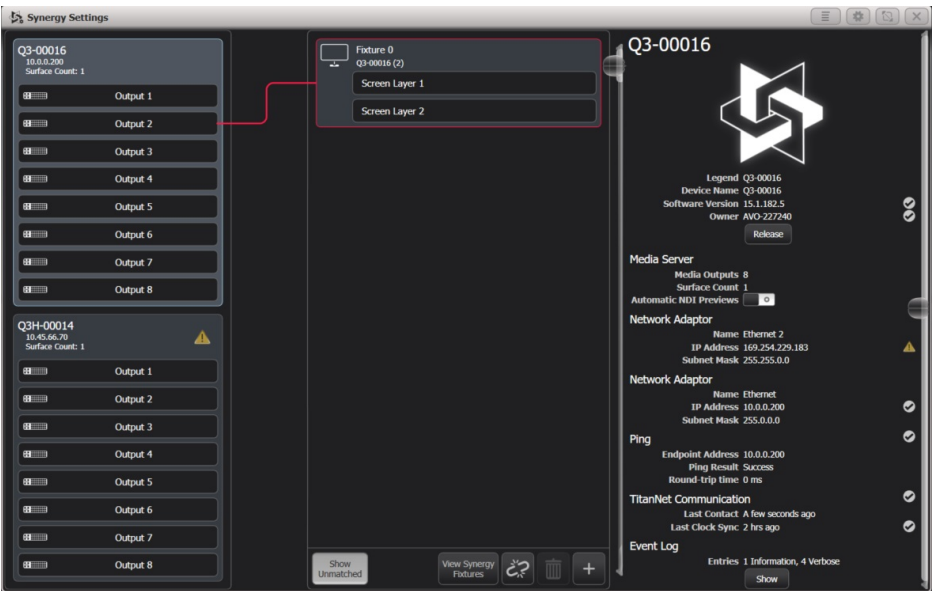 Synergy Settings
Q3-00016
10.0.0.200
Surface Count: 1
Output 1
Output 2
Output 3
Output 4
Output 5
Output 6
Output 7
Output 8
Q3H-00014
10.45.66.70
Surface Count: 1
Output 1
Output 2
Output 3
Output 4
Output 5
Output 6
Output 7
Output 8
Fixture 0
Q3-00016 (2)
Screen Layer 1
Screen Layer 2
Show
Unmatched
View Synergy
Fixtures
+
Q3-00016
Legend Q3-00016
Device Name Q3-00016
Software Version 15.1.182.5
Owner AVO-227240
Release
Media Server
Media Outputs 8
Surface Count 1
Automatic NDI Previews
Network Adaptor
Name Ethernet 2
IP Address 169.254.229.183
Subnet Mask 255.255.0.0
Network Adaptor
Name Ethernet
IP Address 10.0.0.200
Subnet Mask 255.0.0.0
Ping
Endpoint Address 10.0.0.200
Ping Result Success
Round-trip time 0 ms
TitanNet Communication
Last Contact A few seconds ago
Last Clock Sync 2 hrs ago
Event Log
Entries 1 Information, 4 Verbose
Show